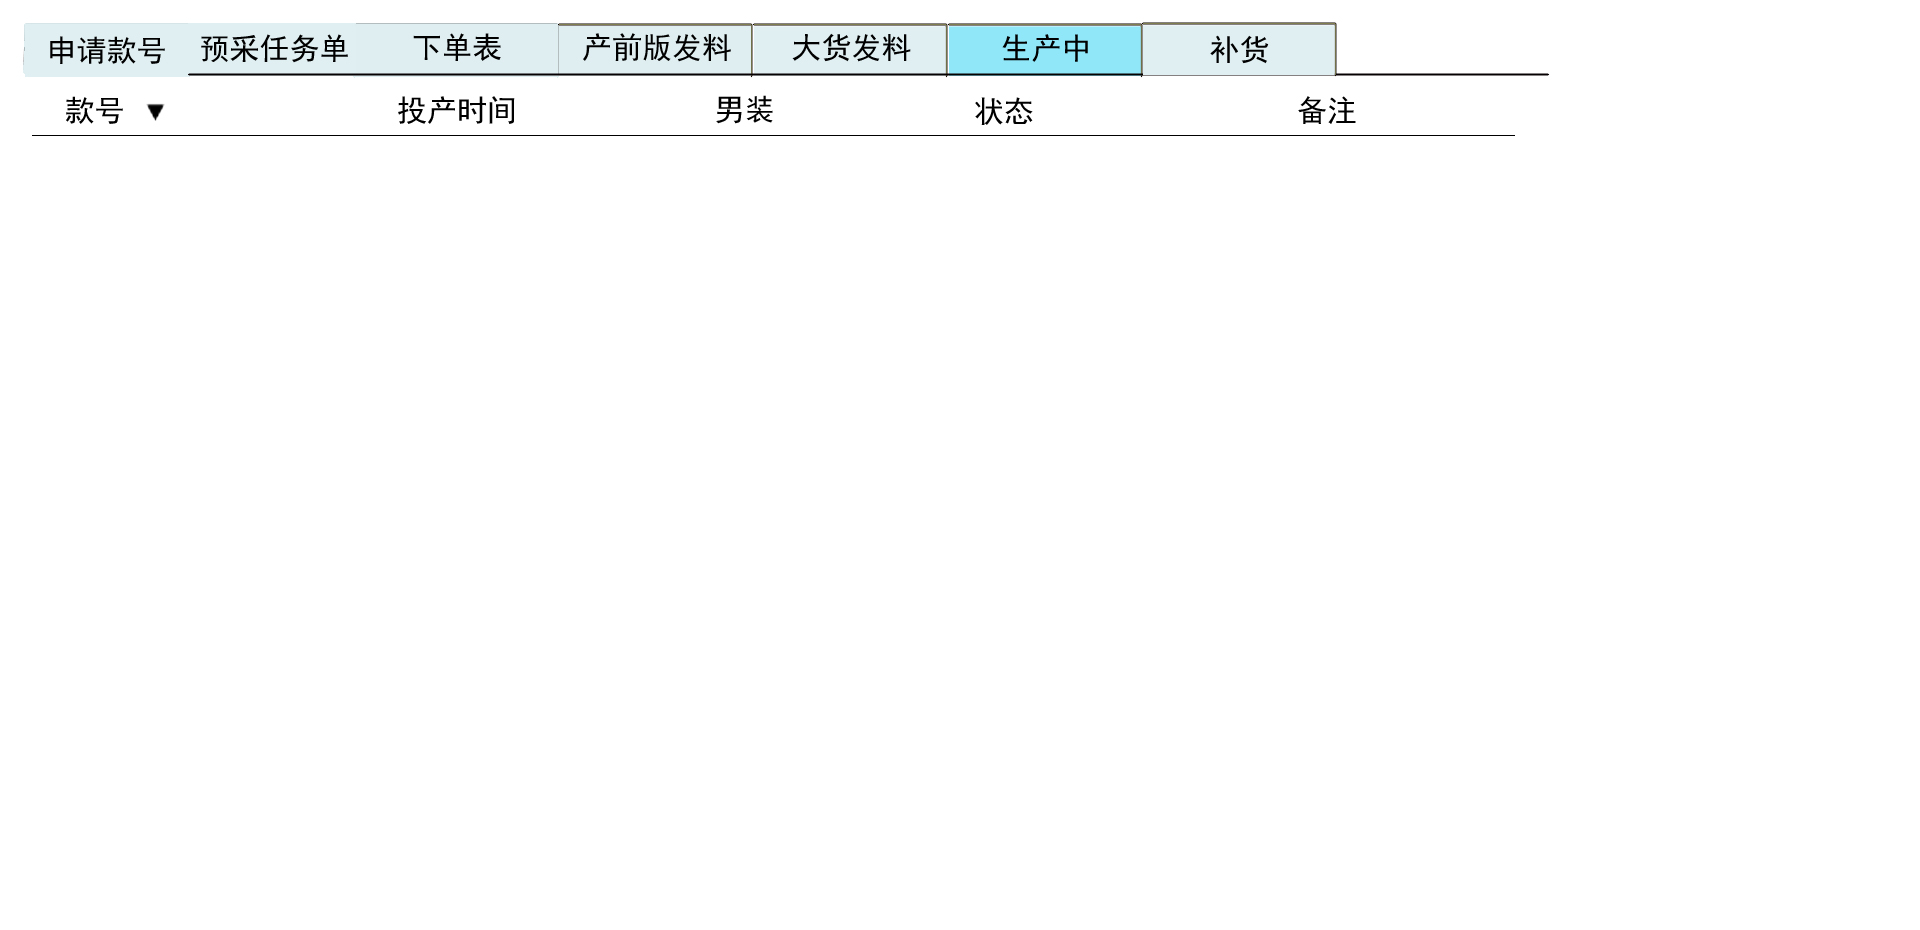 申请款号 预采任务单 下单表 产前版发料 大货发料 生产中 补货
款号 ▼ 投产时间 男装 状态 备注